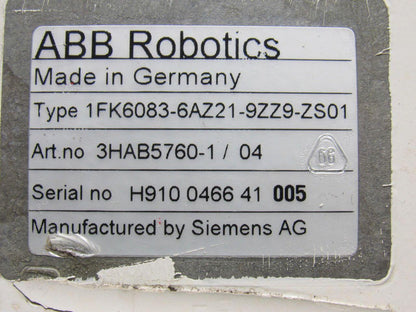 ABB Robotics
Made in Germany
Type 1FK6083-6AZ21-9ZZ9-ZS01
Art.no 3HAB5760-1 / 04
Serial no H910 0466 41 005
Manufactured by Siemens AG